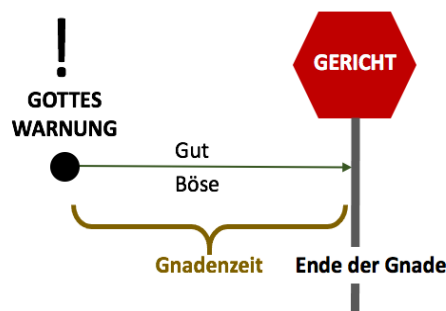 !
GOTTES
WARNUNG
GERICHT
Gut
Böse
Gnadenzeit
Ende der Gnade